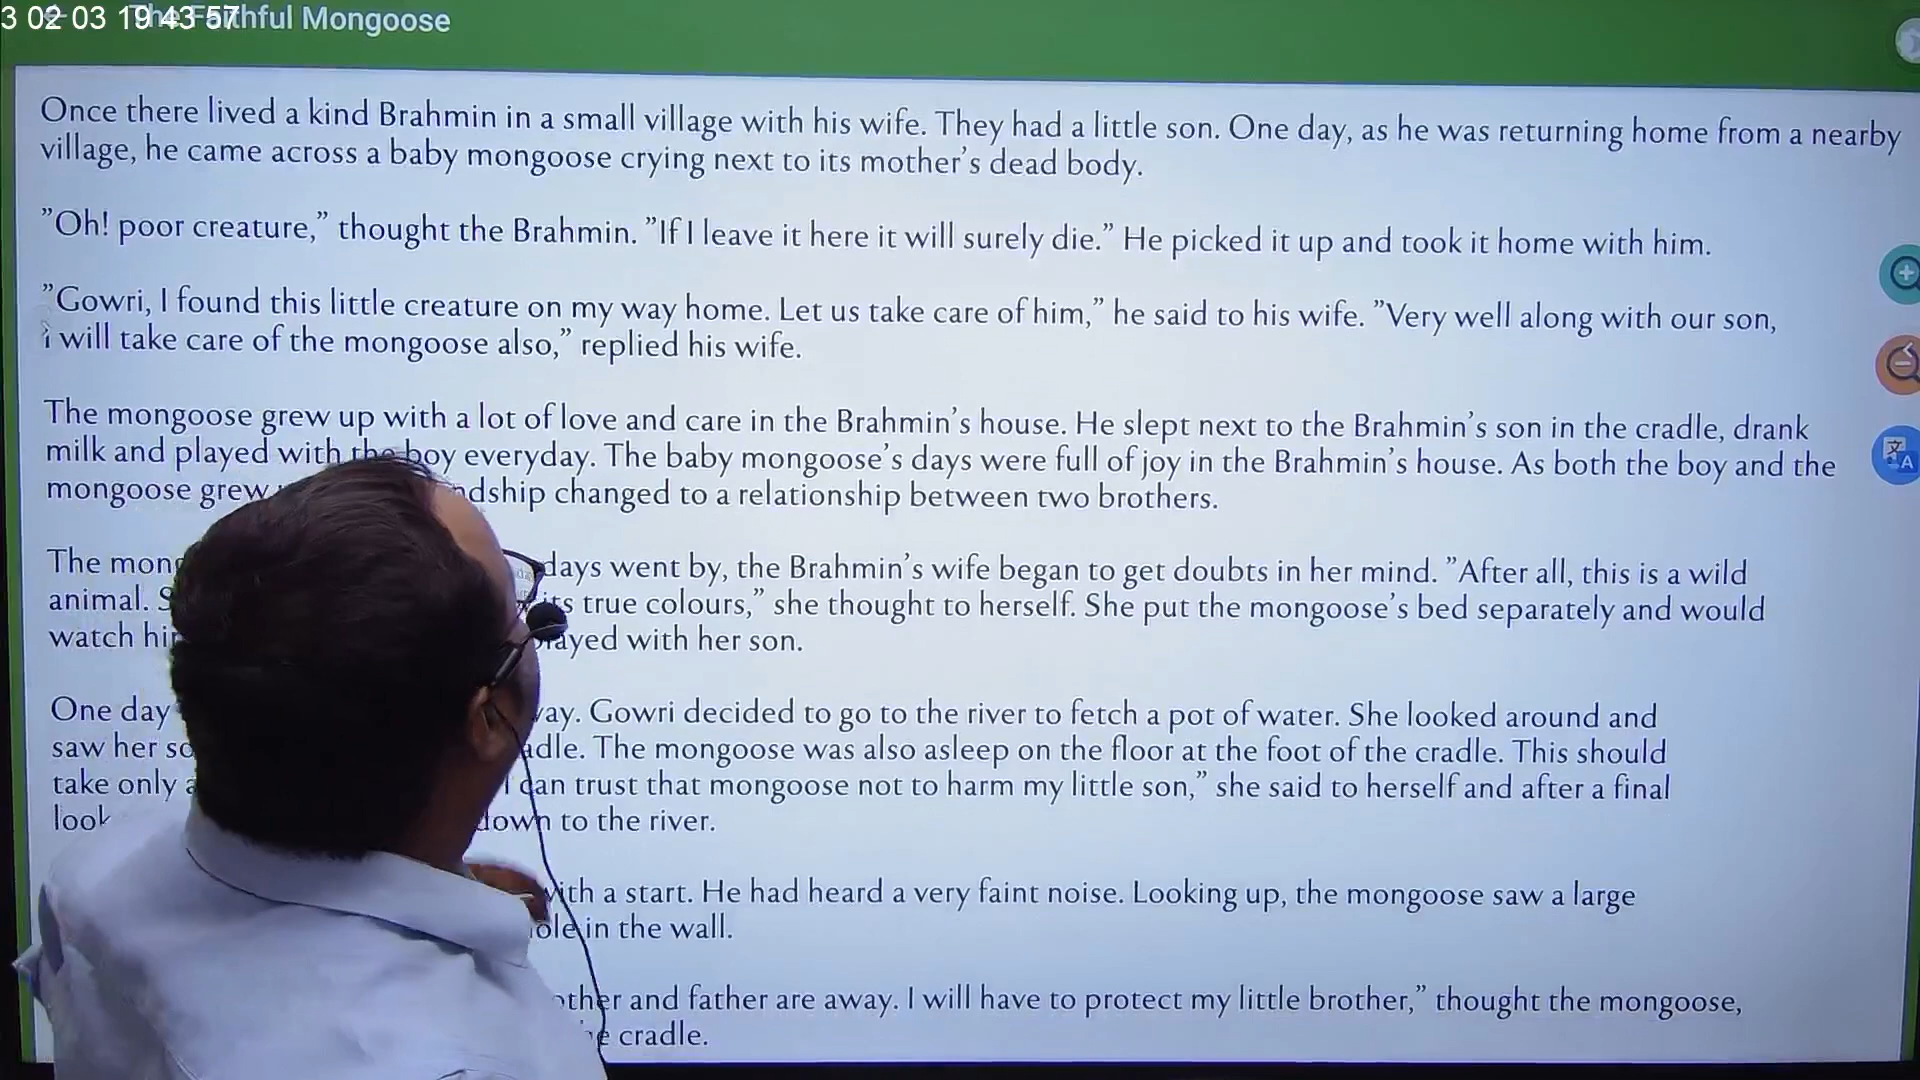 3 02 03 19 43 57
The Faithful Mongoose
Once there lived a kind Brahmin in a small village with his wife. They had a little son. One day, as he was returning home from a nearby
village, he came across a baby mongoose crying next to its mother's dead body.
"Oh! poor creature," thought the Brahmin. "If I leave it here it will surely die." He picked it up and took it home with him.
"Gowri, I found this little creature on my way home. Let us take care of him," he said to his wife. "Very well along with our son,
i will take care of the mongoose also," replied his wife.
The mongoose grew up with a lot of love and care in the Brahmin's house. He slept next to the Brahmin's son in the cradle, drank
milk and played with the boy everyday. The baby mongoose's days were full of joy in the Brahmin's house. As both the boy and the
mongoose grew changed to a relationship between two brothers.
The days went by, the Brahmin's wife began to get doubts in her mind. "After all, this is a wild
animal. its true colours," she thought to herself. She put the mongoose's bed separately and would
watch with her son.
One day Gowri decided to go to the river to fetch a pot of water. She looked around and
saw her The mongoose was also asleep on the floor at the foot of the cradle. This should
take only I can trust that mongoose not to harm my little son," she said to herself and after a final
look down to the river.
with a start. He had heard a very faint noise. Looking up, the mongoose saw a large
in the wall.
and father are away. I will have to protect my little brother," thought the mongoose,
cradle.